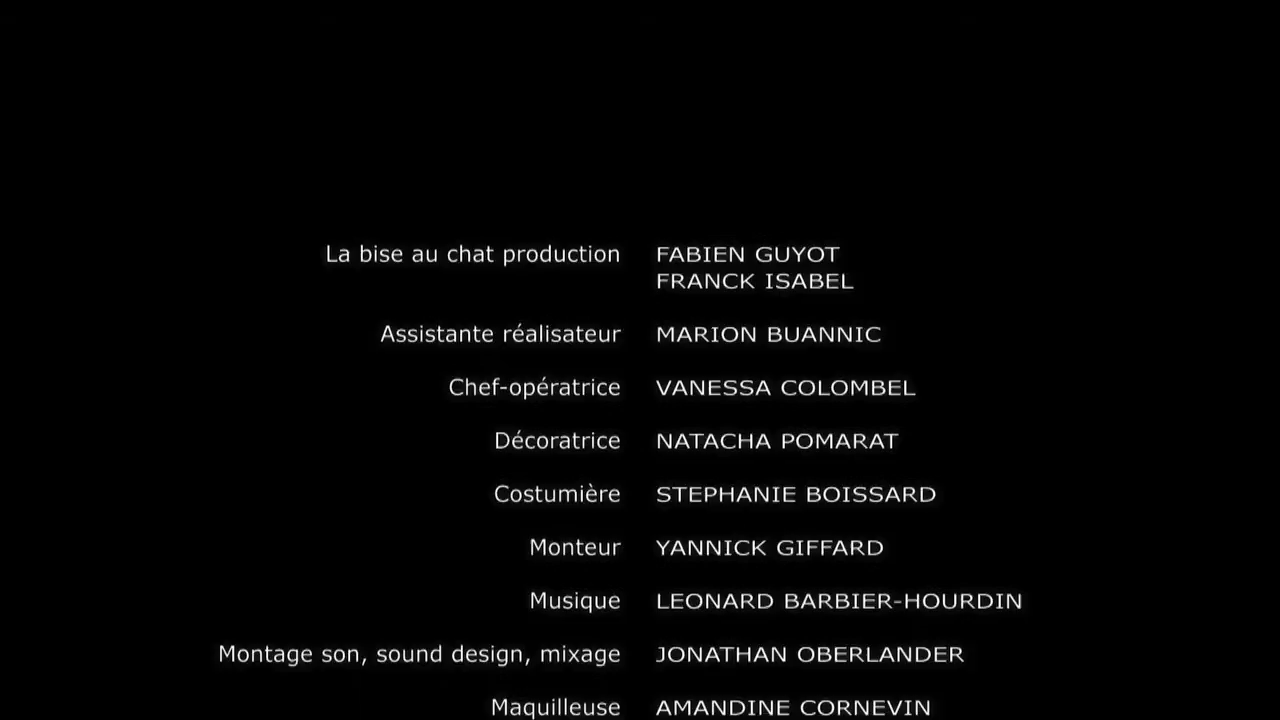 La bise au chat production FABIEN GUYOT
FRANCK ISABEL
Assistante réalisateur MARION BUANNIC
Chef-opératrice VANESSA COLOMBEL
Décoratrice NATACHA POMARAT
Costumière STEPHANIE BOISSARD
Monteur YANNICK GIFFARD
Musique LEONARD BARBIER-HOURDIN
Montage son, sound design, mixage JONATHAN OBERLANDER
Maquilleuse AMANDINE CORNEVIN